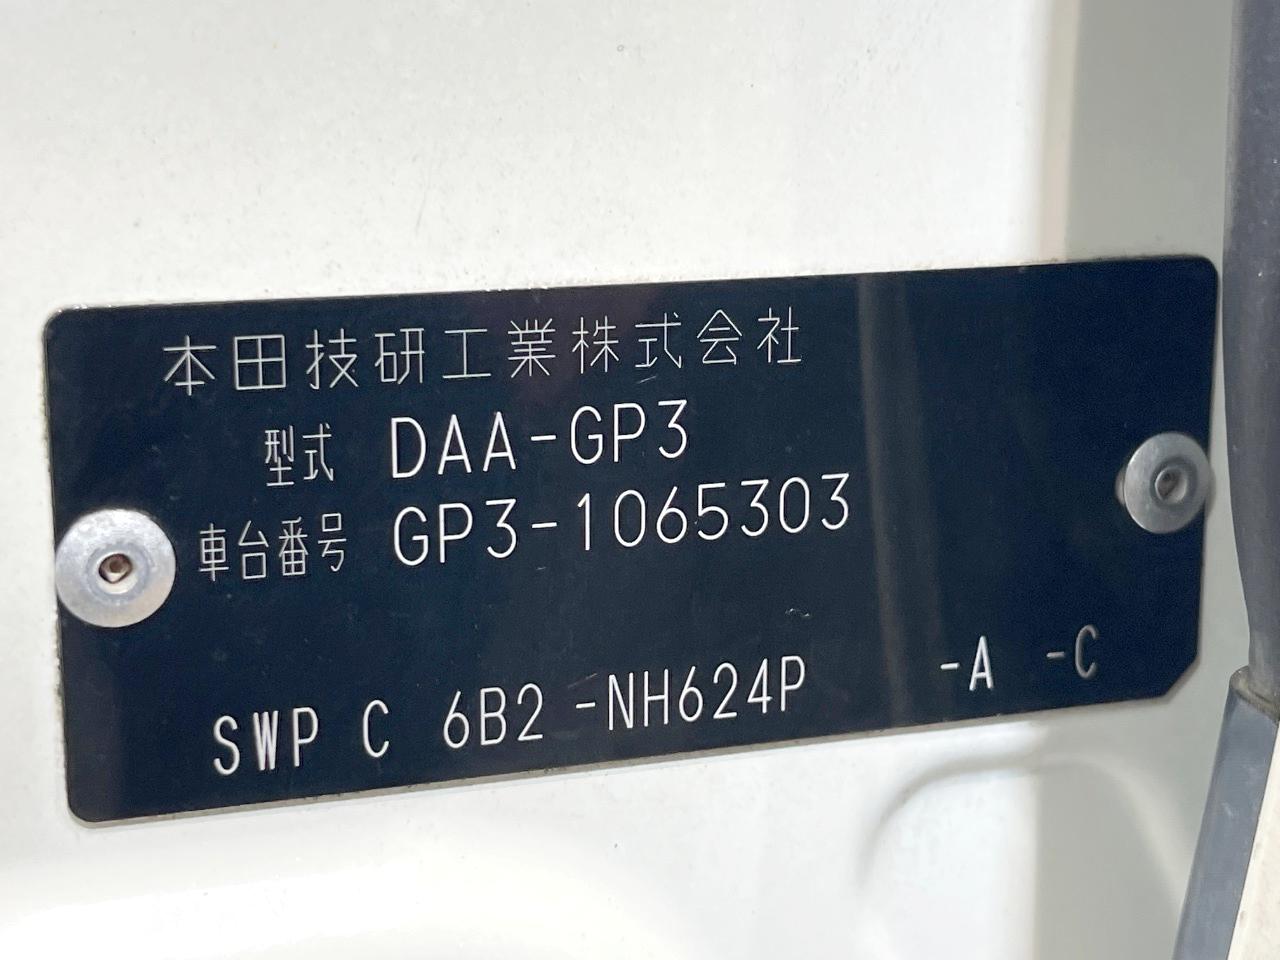 本田技研工業株式会社
型式 DAA-GP3
車台番号 GP3-1065303
SWP C 6B2 -NH624P -A -C